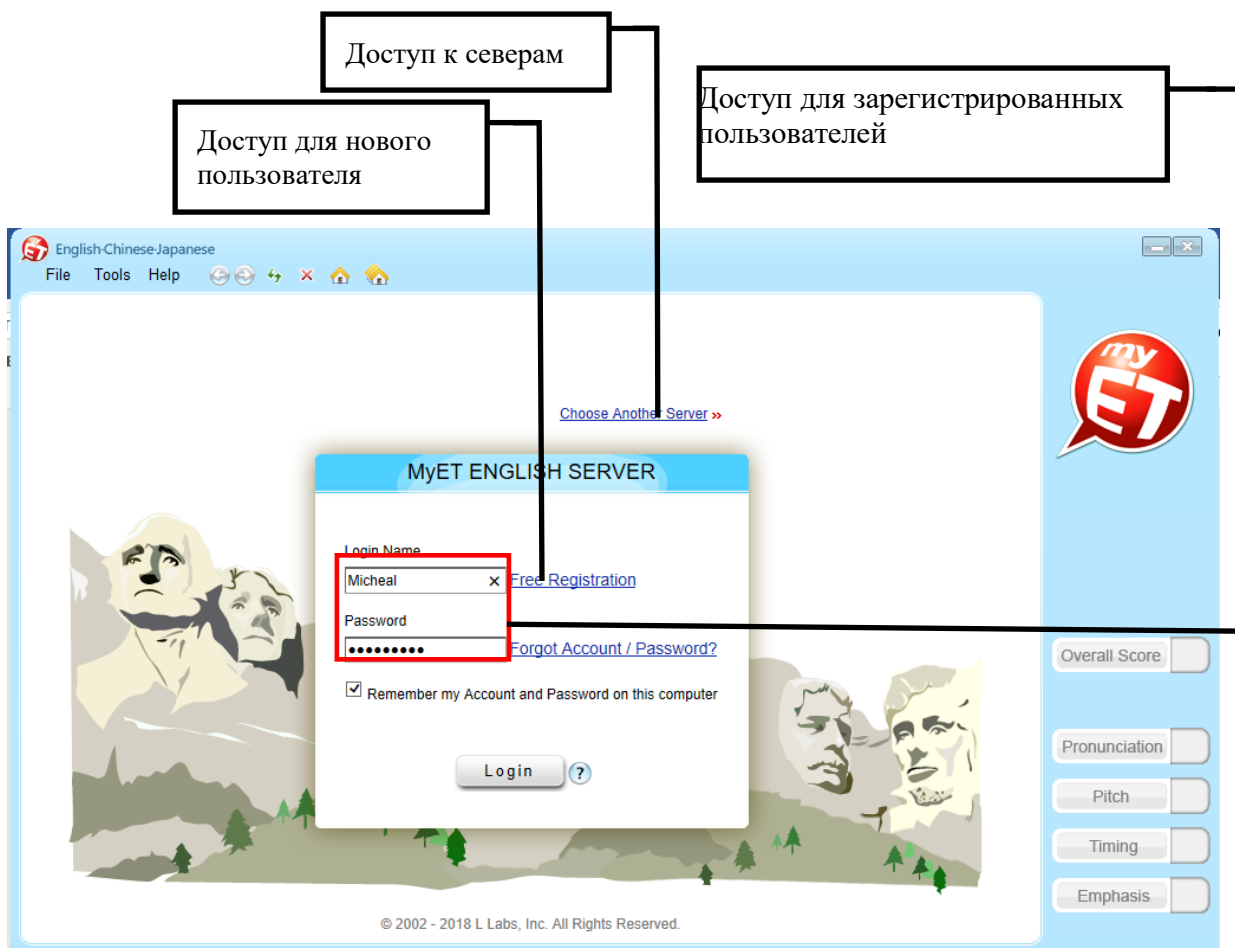 Доступ к северам
Доступ для зарегистрированных
пользователей
Доступ для нового
пользователя
English-Chinese-Japanese
File Tools Help
Choose Another Server »
my
ET
MyET ENGLISH SERVER
Login Name
Micheal
Free Registration
Password
•••••••••
Forgot Account / Password?
Remember my Account and Password on this computer
Login ?
Overall Score
Pronunciation
Pitch
Timing
Emphasis
© 2002 - 2018 L Labs, Inc. All Rights Reserved.